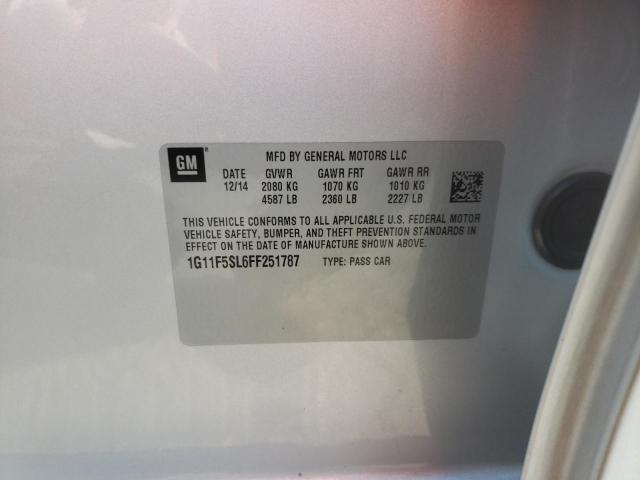 GM
MFD BY GENERAL MOTORS LLC
DATE GVWR GAWR FRT GAWR RR
12/14 2080 KG 1070 KG 1010 KG
4587 LB 2360 LB 2227 LB
THIS VEHICLE CONFORMS TO ALL APPLICABLE U.S. FEDERAL MOTOR
VEHICLE SAFETY, BUMPER, AND THEFT PREVENTION STANDARDS IN
EFFECT ON THE DATE OF MANUFACTURE SHOWN ABOVE.
1G11F5SL6FF251787 TYPE: PASS CAR